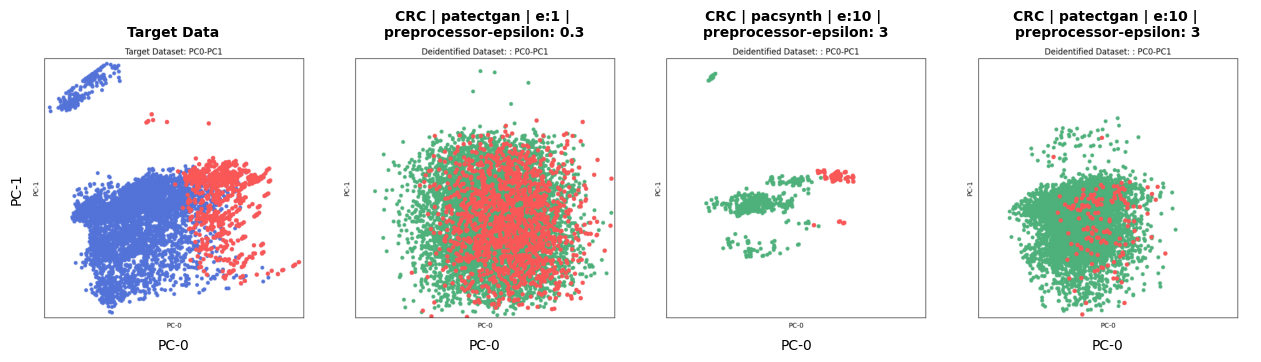 Target Data
Target Dataset: PC0-PC1
PC-1
PC-1
PC-0
PC-0
CRC | patectgan | e:1 |
preprocessor-epsilon: 0.3
Deidentified Dataset: : PC0-PC1
PC-1
PC-0
PC-0
CRC | pacsynth | e:10 |
preprocessor-epsilon: 3
Deidentified Dataset: : PC0-PC1
PC-1
PC-0
PC-0
CRC | patectgan | e:10 |
preprocessor-epsilon: 3
Deidentified Dataset: : PC0-PC1
PC-1
PC-0
PC-0